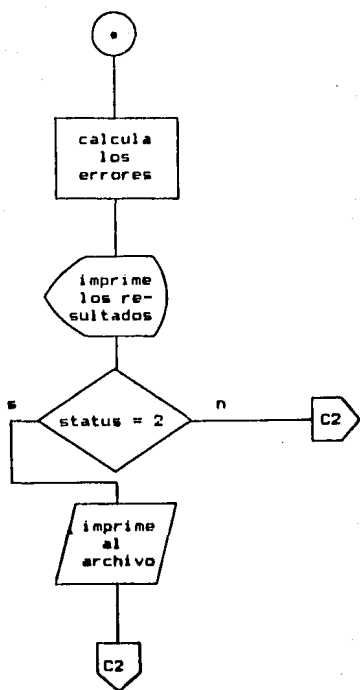 calcula
los
errores
imprime
los re-
sultados
s
status = 2
n
C2
imprime
al
archivo
C2